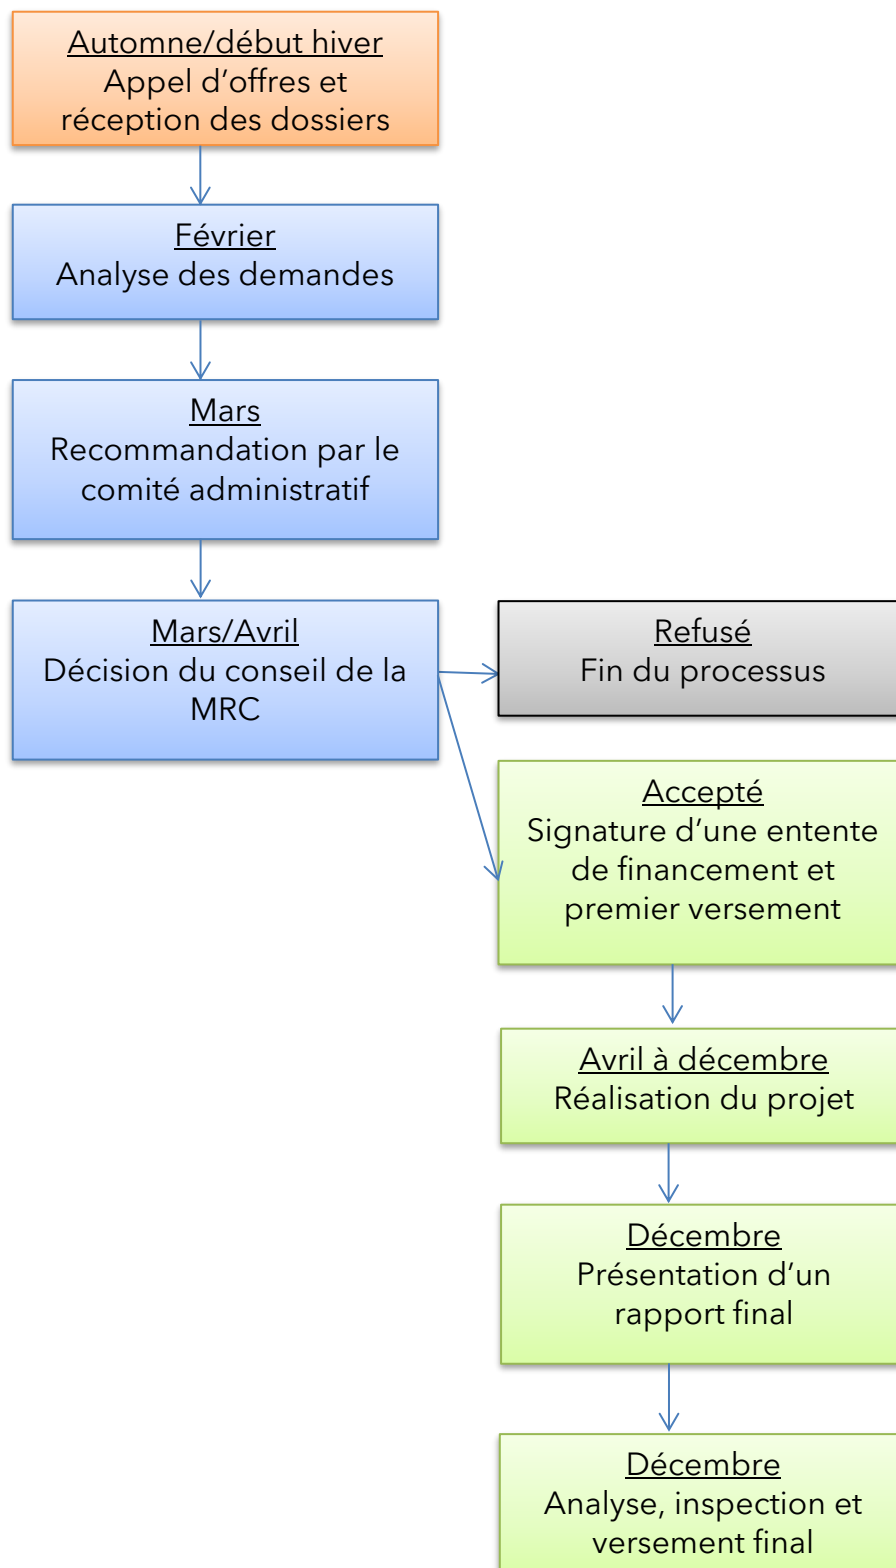 Automne/début hiver
Appel d’offres et
réception des dossiers
Février
Analyse des demandes
Mars
Recommandation par le
comité administratif
Mars/Avril
Décision du conseil de la
MRC
Refusé
Fin du processus
Accepté
Signature d’une entente
de financement et
premier versement
Avril à décembre
Réalisation du projet
Décembre
Présentation d’un
rapport final
Décembre
Analyse, inspection et
versement final